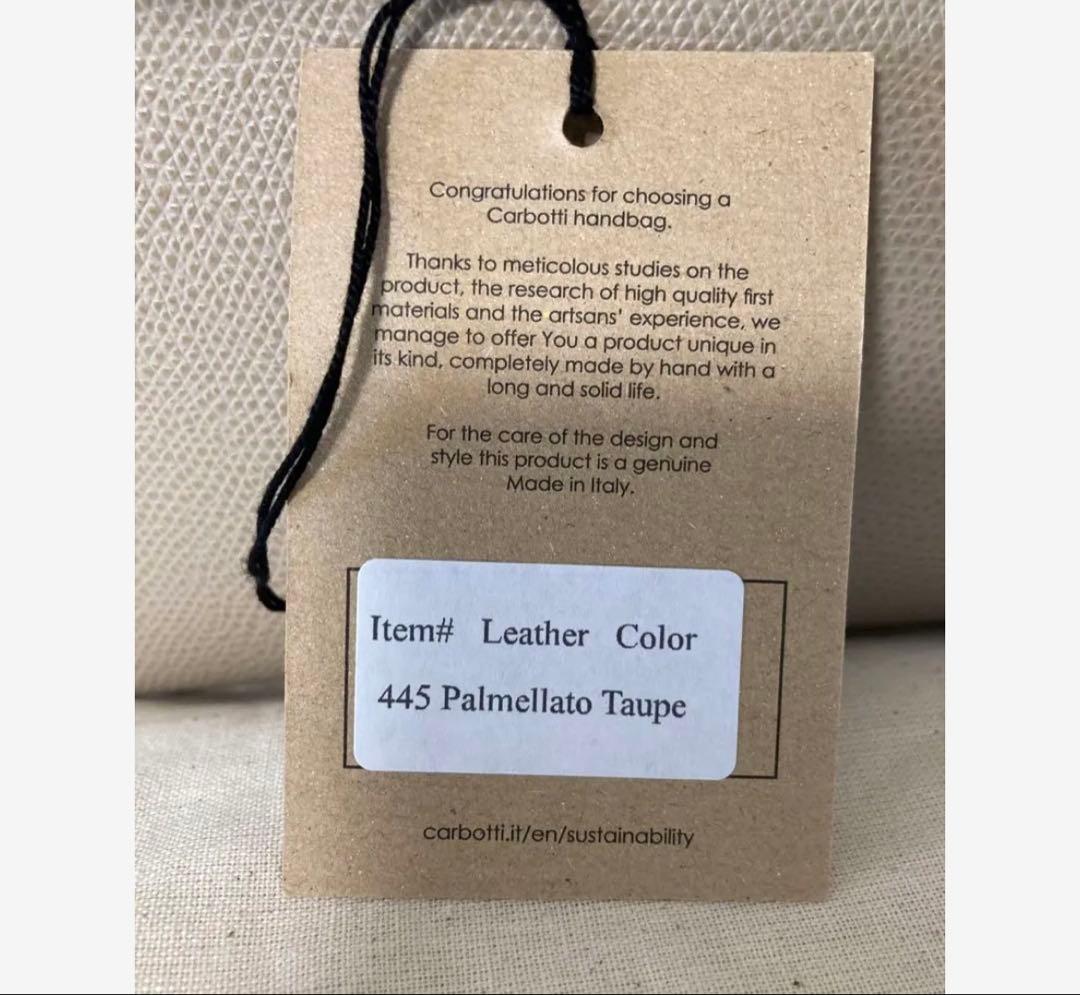 Congratulations for choosing a
Carbotti handbag.
Thanks to meticolous studies on the
product, the research of high quality first
materials and the artsans' experience, we
manage to offer You a product unique in
its kind, completely made by hand with a
long and solid life.
For the care of the design and
style this product is a genuine
Made in Italy.
Item# Leather Color
445 Palmellato Taupe
carbotti.it/en/sustainability